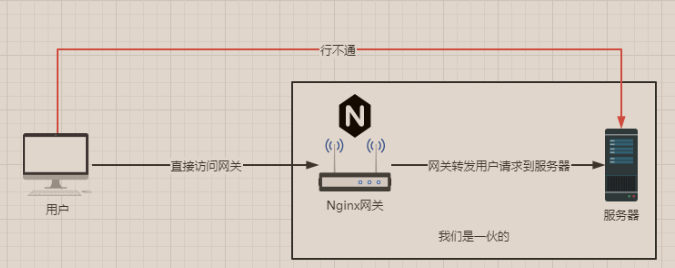 行不通
N
直接访问网关
网关转发用户请求到服务器
用户
Nginx网关
服务器
我们是一伙的